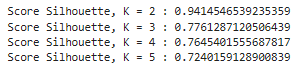 Score Silhouette, K = 2 : 0.9414546539235359
Score Silhouette, K = 3 : 0.7761287120506439
Score Silhouette, K = 4 : 0.7645401555687817
Score Silhouette, K = 5 : 0.7240159128900839